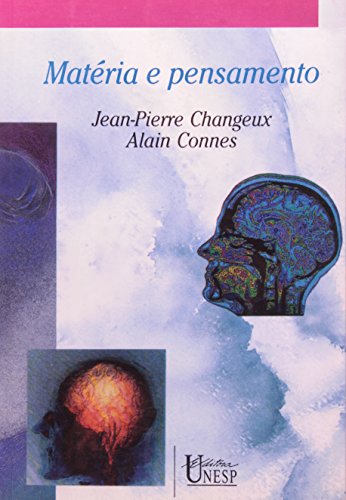 Matéria e pensamento
Jean-Pierre Changeux
Alain Connes
Editora
UNESP